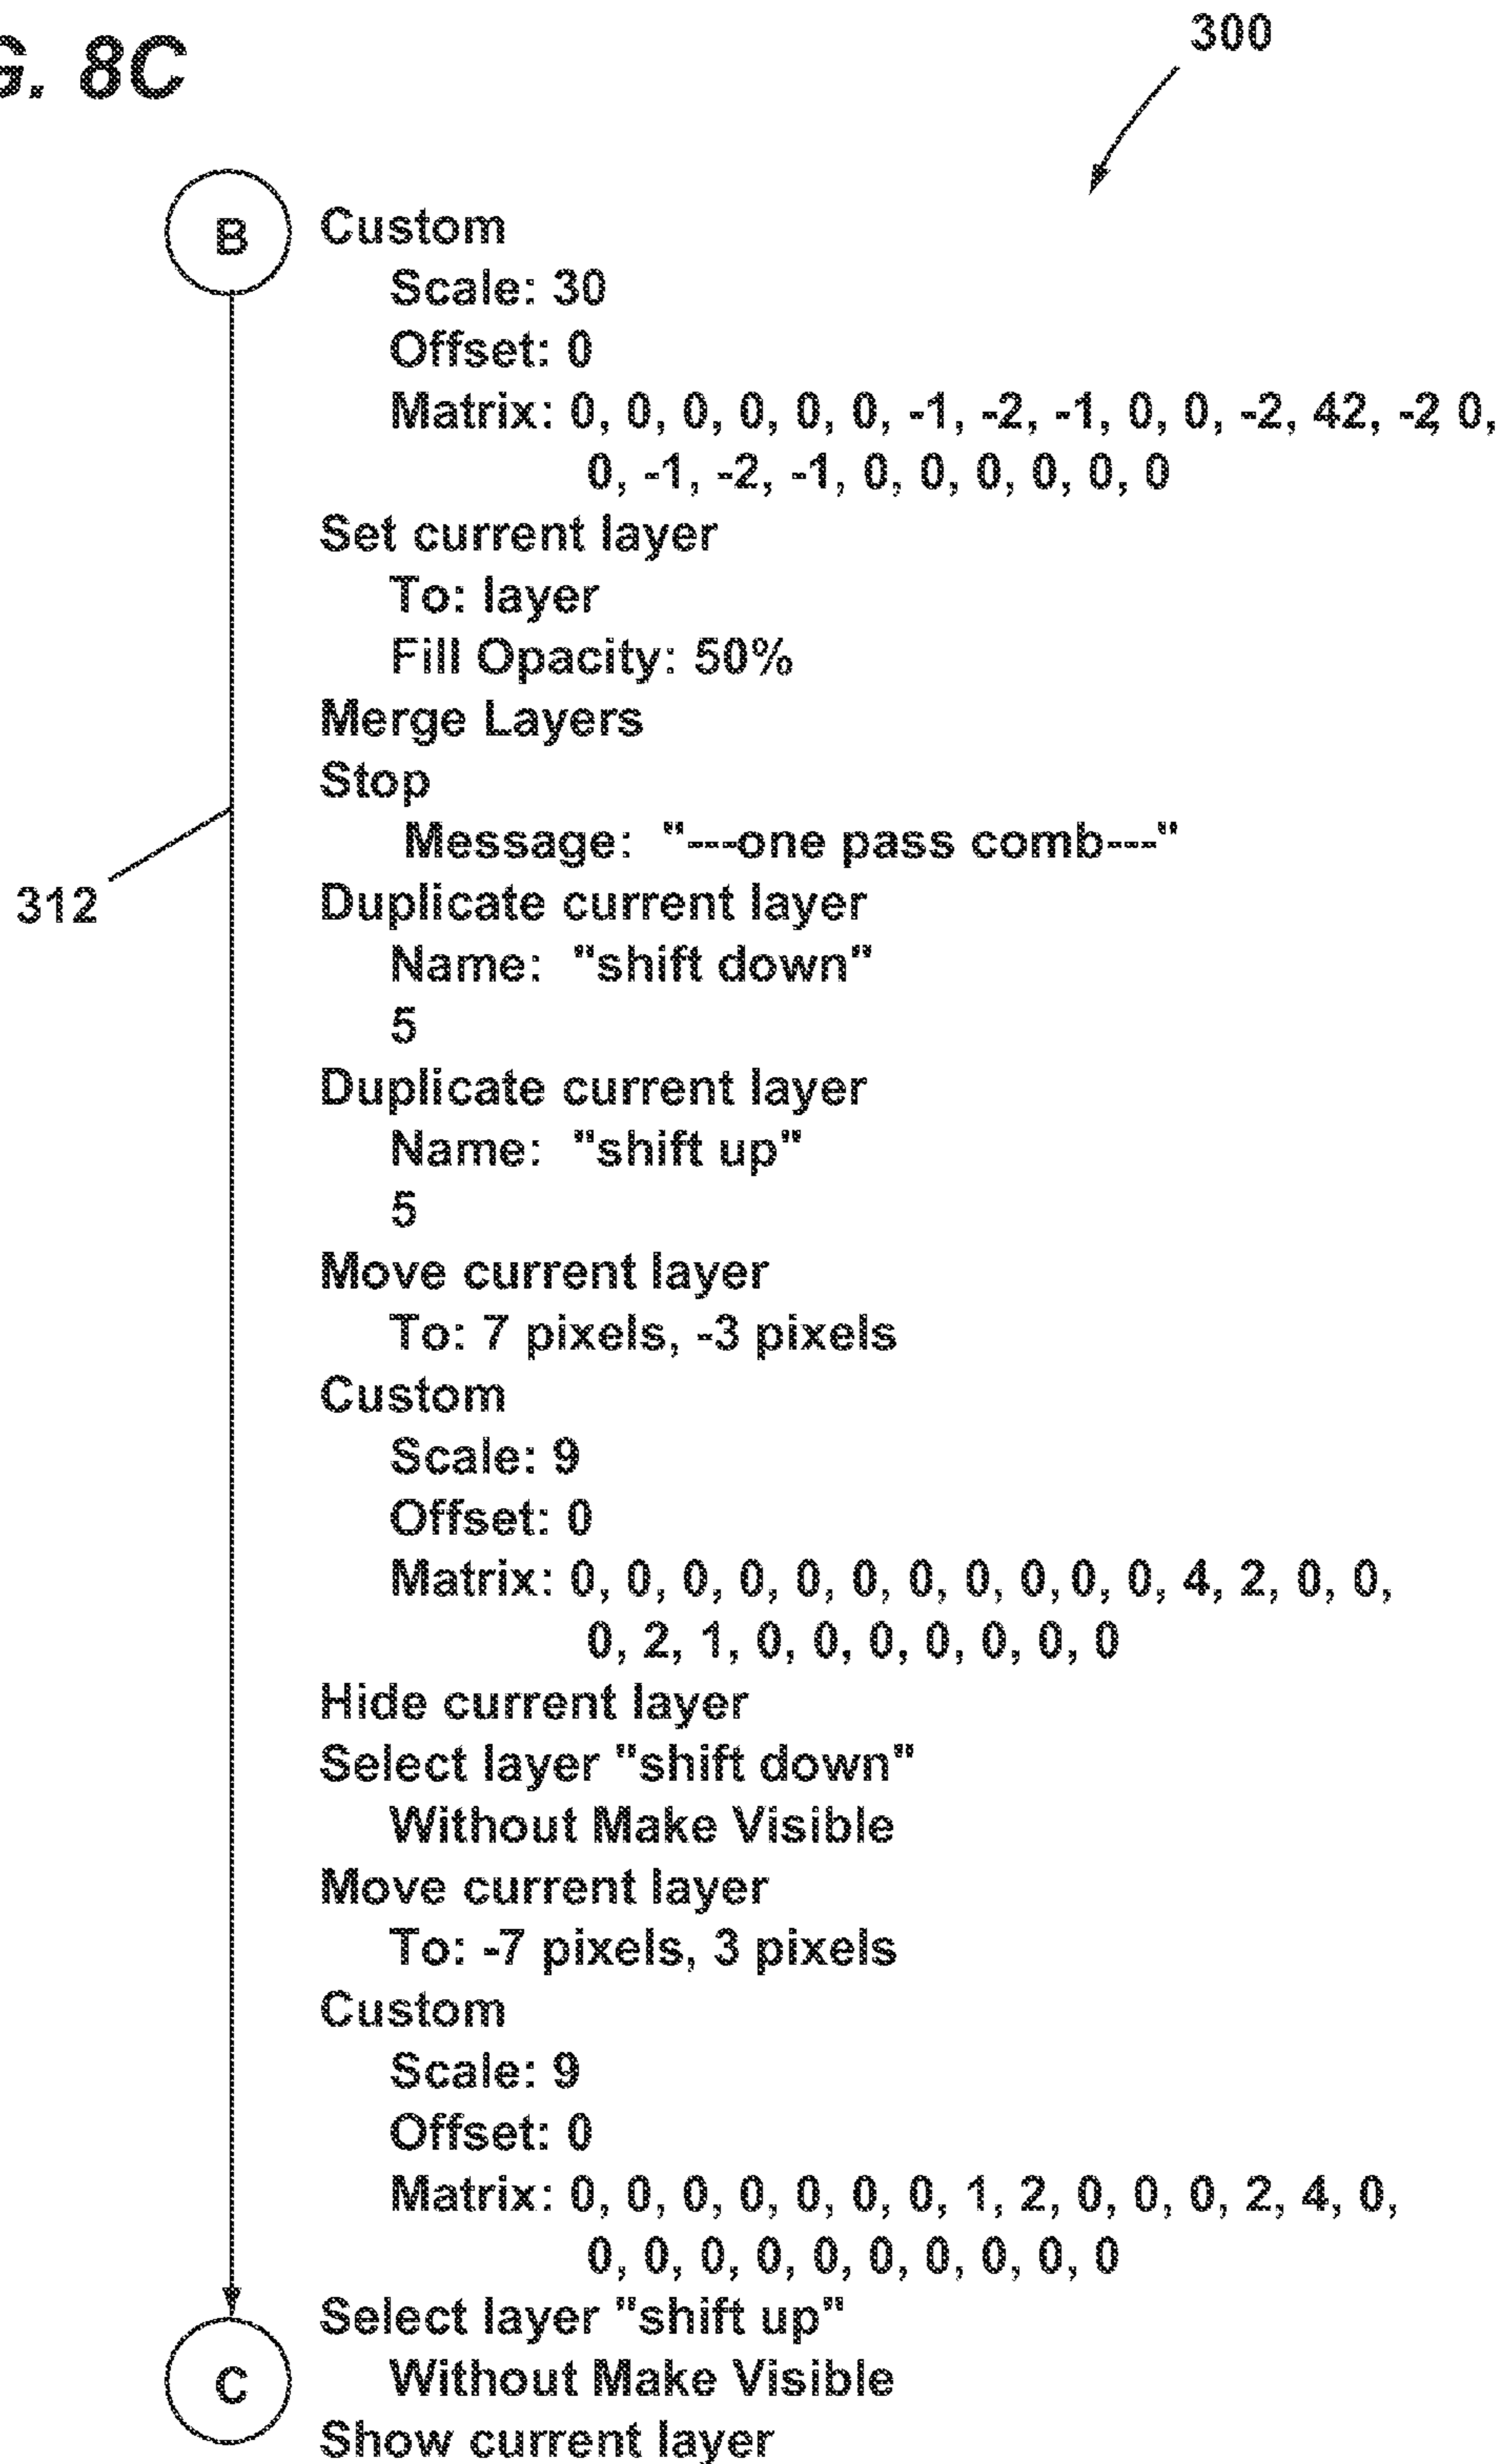 G. 8C
300
B
Custom
Scale: 30
Offset: 0
Matrix: 0, 0, 0, 0, 0, 0, -1, -2, -1, 0, 0, -2, 42, -2, 0,
0, -1, -2, -1, 0, 0, 0, 0, 0, 0
Set current layer
To: layer
Fill Opacity: 50%
Merge Layers
Stop
Message: "---one pass comb---"
312
Duplicate current layer
Name: "shift down"
5
Duplicate current layer
Name: "shift up"
5
Move current layer
To: 7 pixels, -3 pixels
Custom
Scale: 9
Offset: 0
Matrix: 0, 0, 0, 0, 0, 0, 0, 0, 0, 0, 0, 4, 2, 0, 0,
0, 2, 1, 0, 0, 0, 0, 0, 0, 0
Hide current layer
Select layer "shift down"
Without Make Visible
Move current layer
To: -7 pixels, 3 pixels
Custom
Scale: 9
Offset: 0
Matrix: 0, 0, 0, 0, 0, 0, 0, 1, 2, 0, 0, 0, 2, 4, 0,
0, 0, 0, 0, 0, 0, 0, 0, 0, 0
Select layer "shift up"
Without Make Visible
C
Show current layer